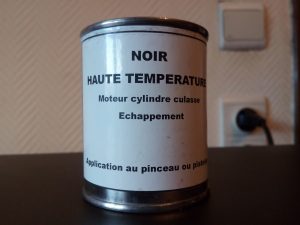 NOIR
HAUTE TEMPERATURE
Moteur cylindre culasse
Echappement
Application au pinceau ou